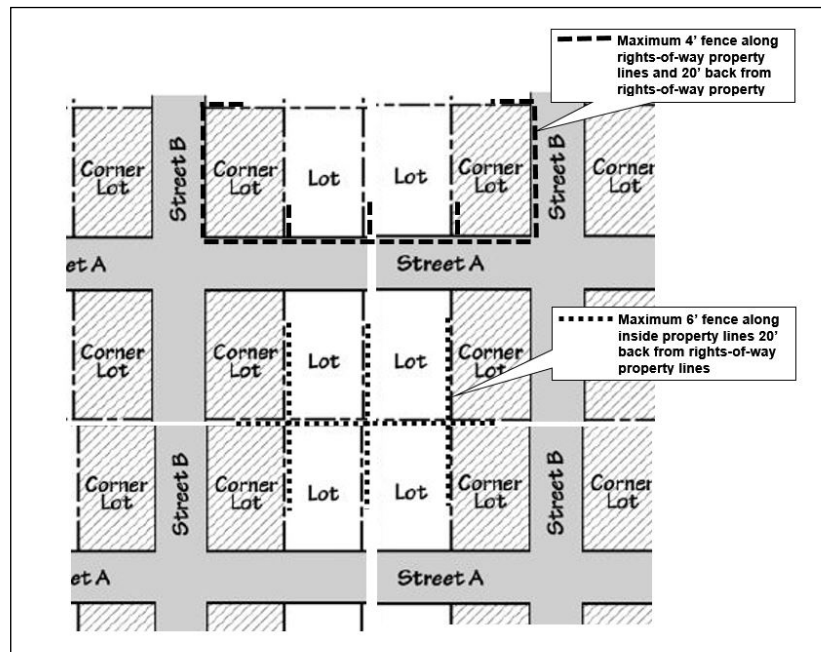 Maximum 4’ fence along
rights-of-way property
lines and 20’ back from
rights-of-way property
Street B
Street B
Corner
Lot
Corner
Lot
Lot
Lot
Corner
Lot
Corner
Lot
et A
Street A
Maximum 6’ fence along
inside property lines 20’
back from rights-of-way
property lines
Corner
Lot
Corner
Lot
Lot
Lot
Corner
Lot
Corner
Lot
Street B
Street B
Corner
Lot
Corner
Lot
Lot
Lot
Corner
Lot
Corn
Lot
et A
Street A